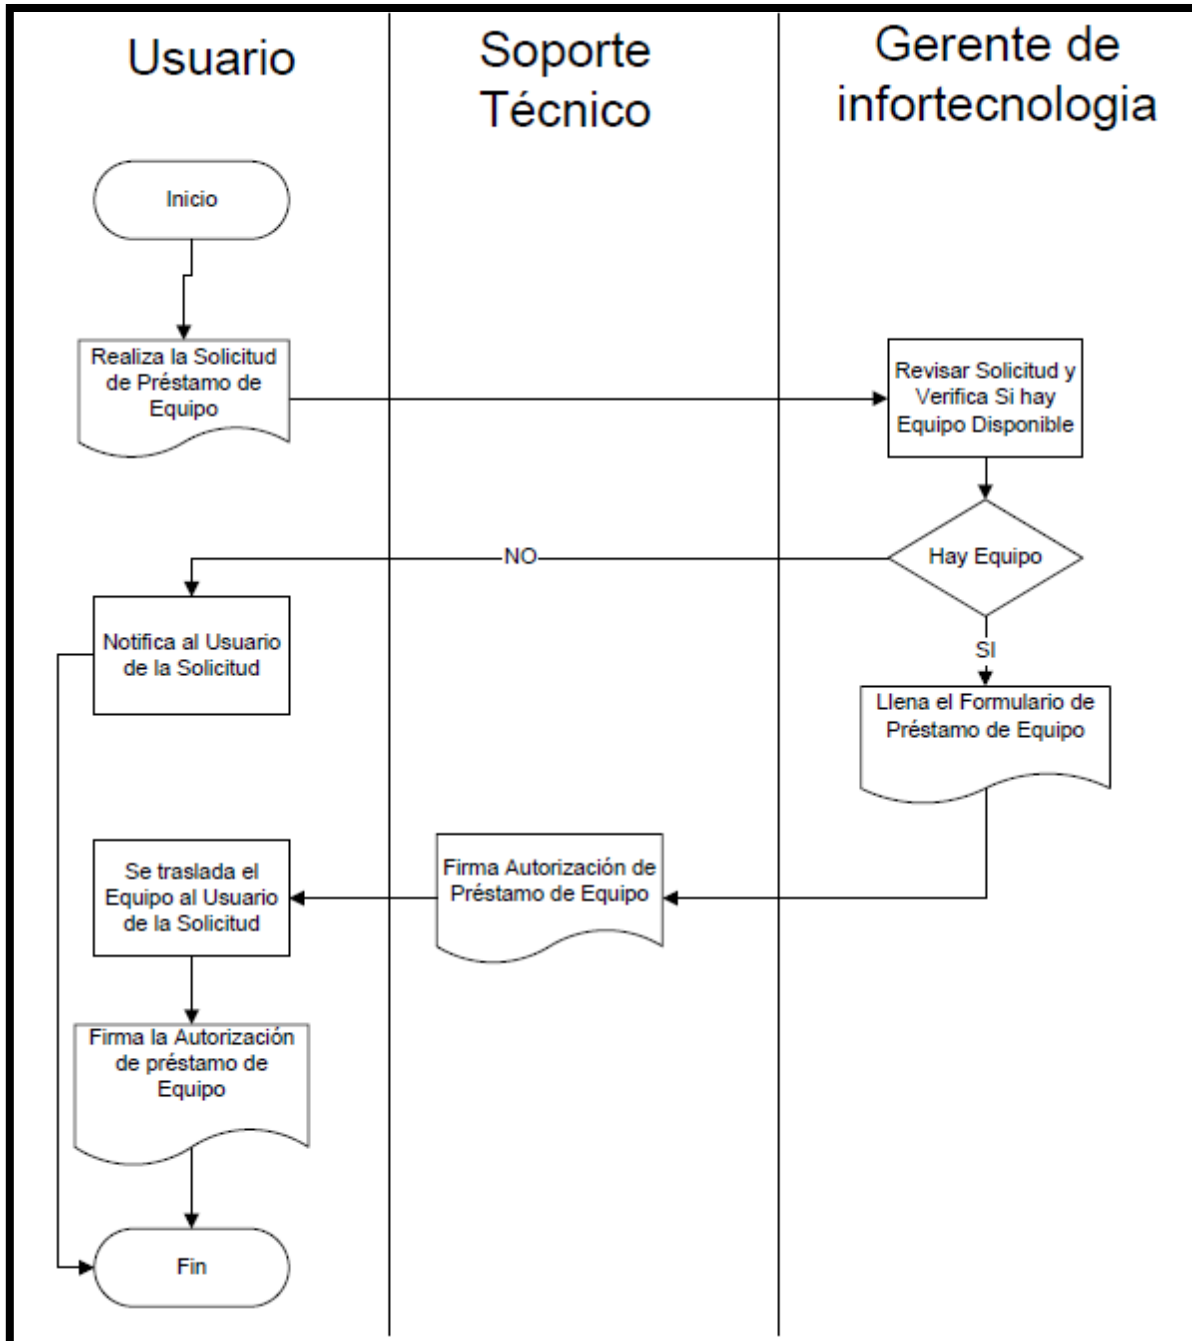 Usuario
Soporte
Técnico
Gerente de
infortecnologia
Inicio
Realiza la Solicitud
de Préstamo de
Equipo
Revisar Solicitud y
Verifica Si hay
Equipo Disponible
Hay Equipo
NO
SI
Notifica al Usuario
de la Solicitud
Llena el Formulario de
Préstamo de Equipo
Firma Autorización de
Préstamo de Equipo
Se traslada el
Equipo al Usuario
de la Solicitud
Firma la Autorización
de préstamo de
Equipo
Fin